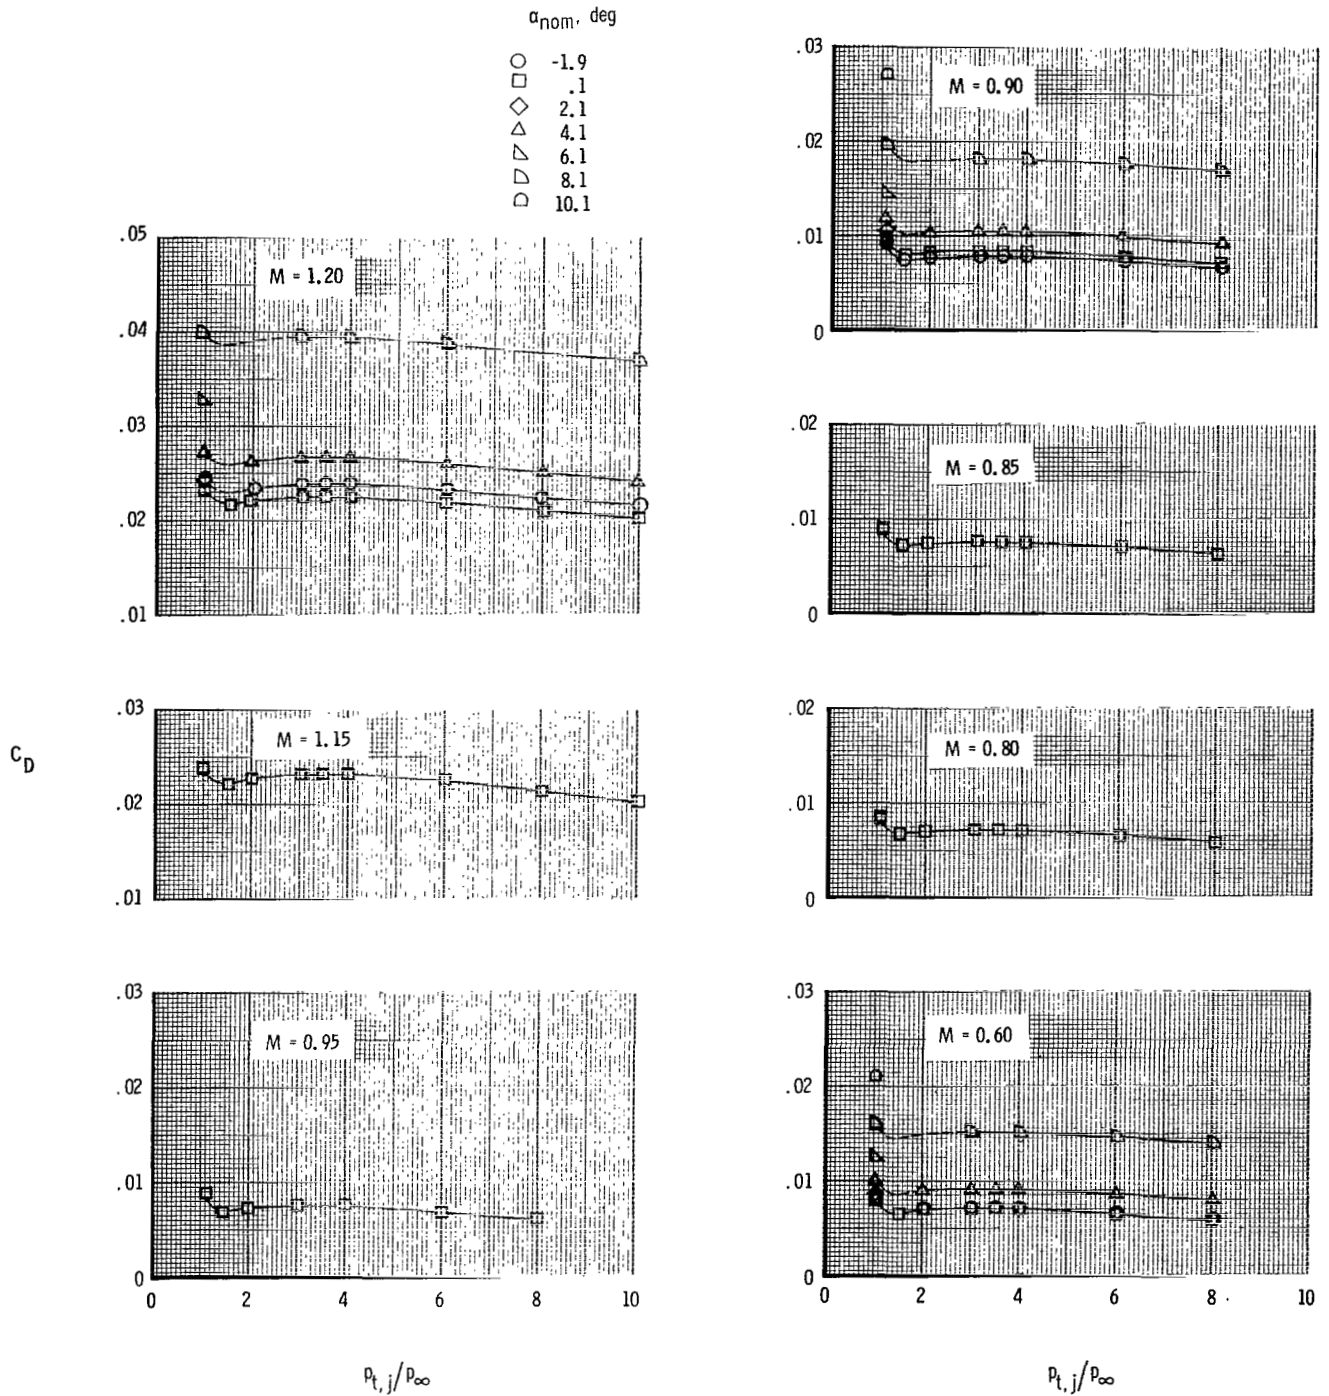 α_nom, deg
-1.9
.1
2.1
4.1
6.1
8.1
10.1
.05
M = 1.20
.04
.03
.02
.01
.03
M = 1.15
C_D
.02
.01
.03
M = 0.95
.02
.01
0
0 2 4 6 8 10
p_t,j/p_∞
.03
M = 0.90
.02
.01
0
.02
M = 0.85
.01
0
.02
M = 0.80
.01
0
.03
M = 0.60
.02
.01
0
0 2 4 6 8 10
p_t,j/p_∞